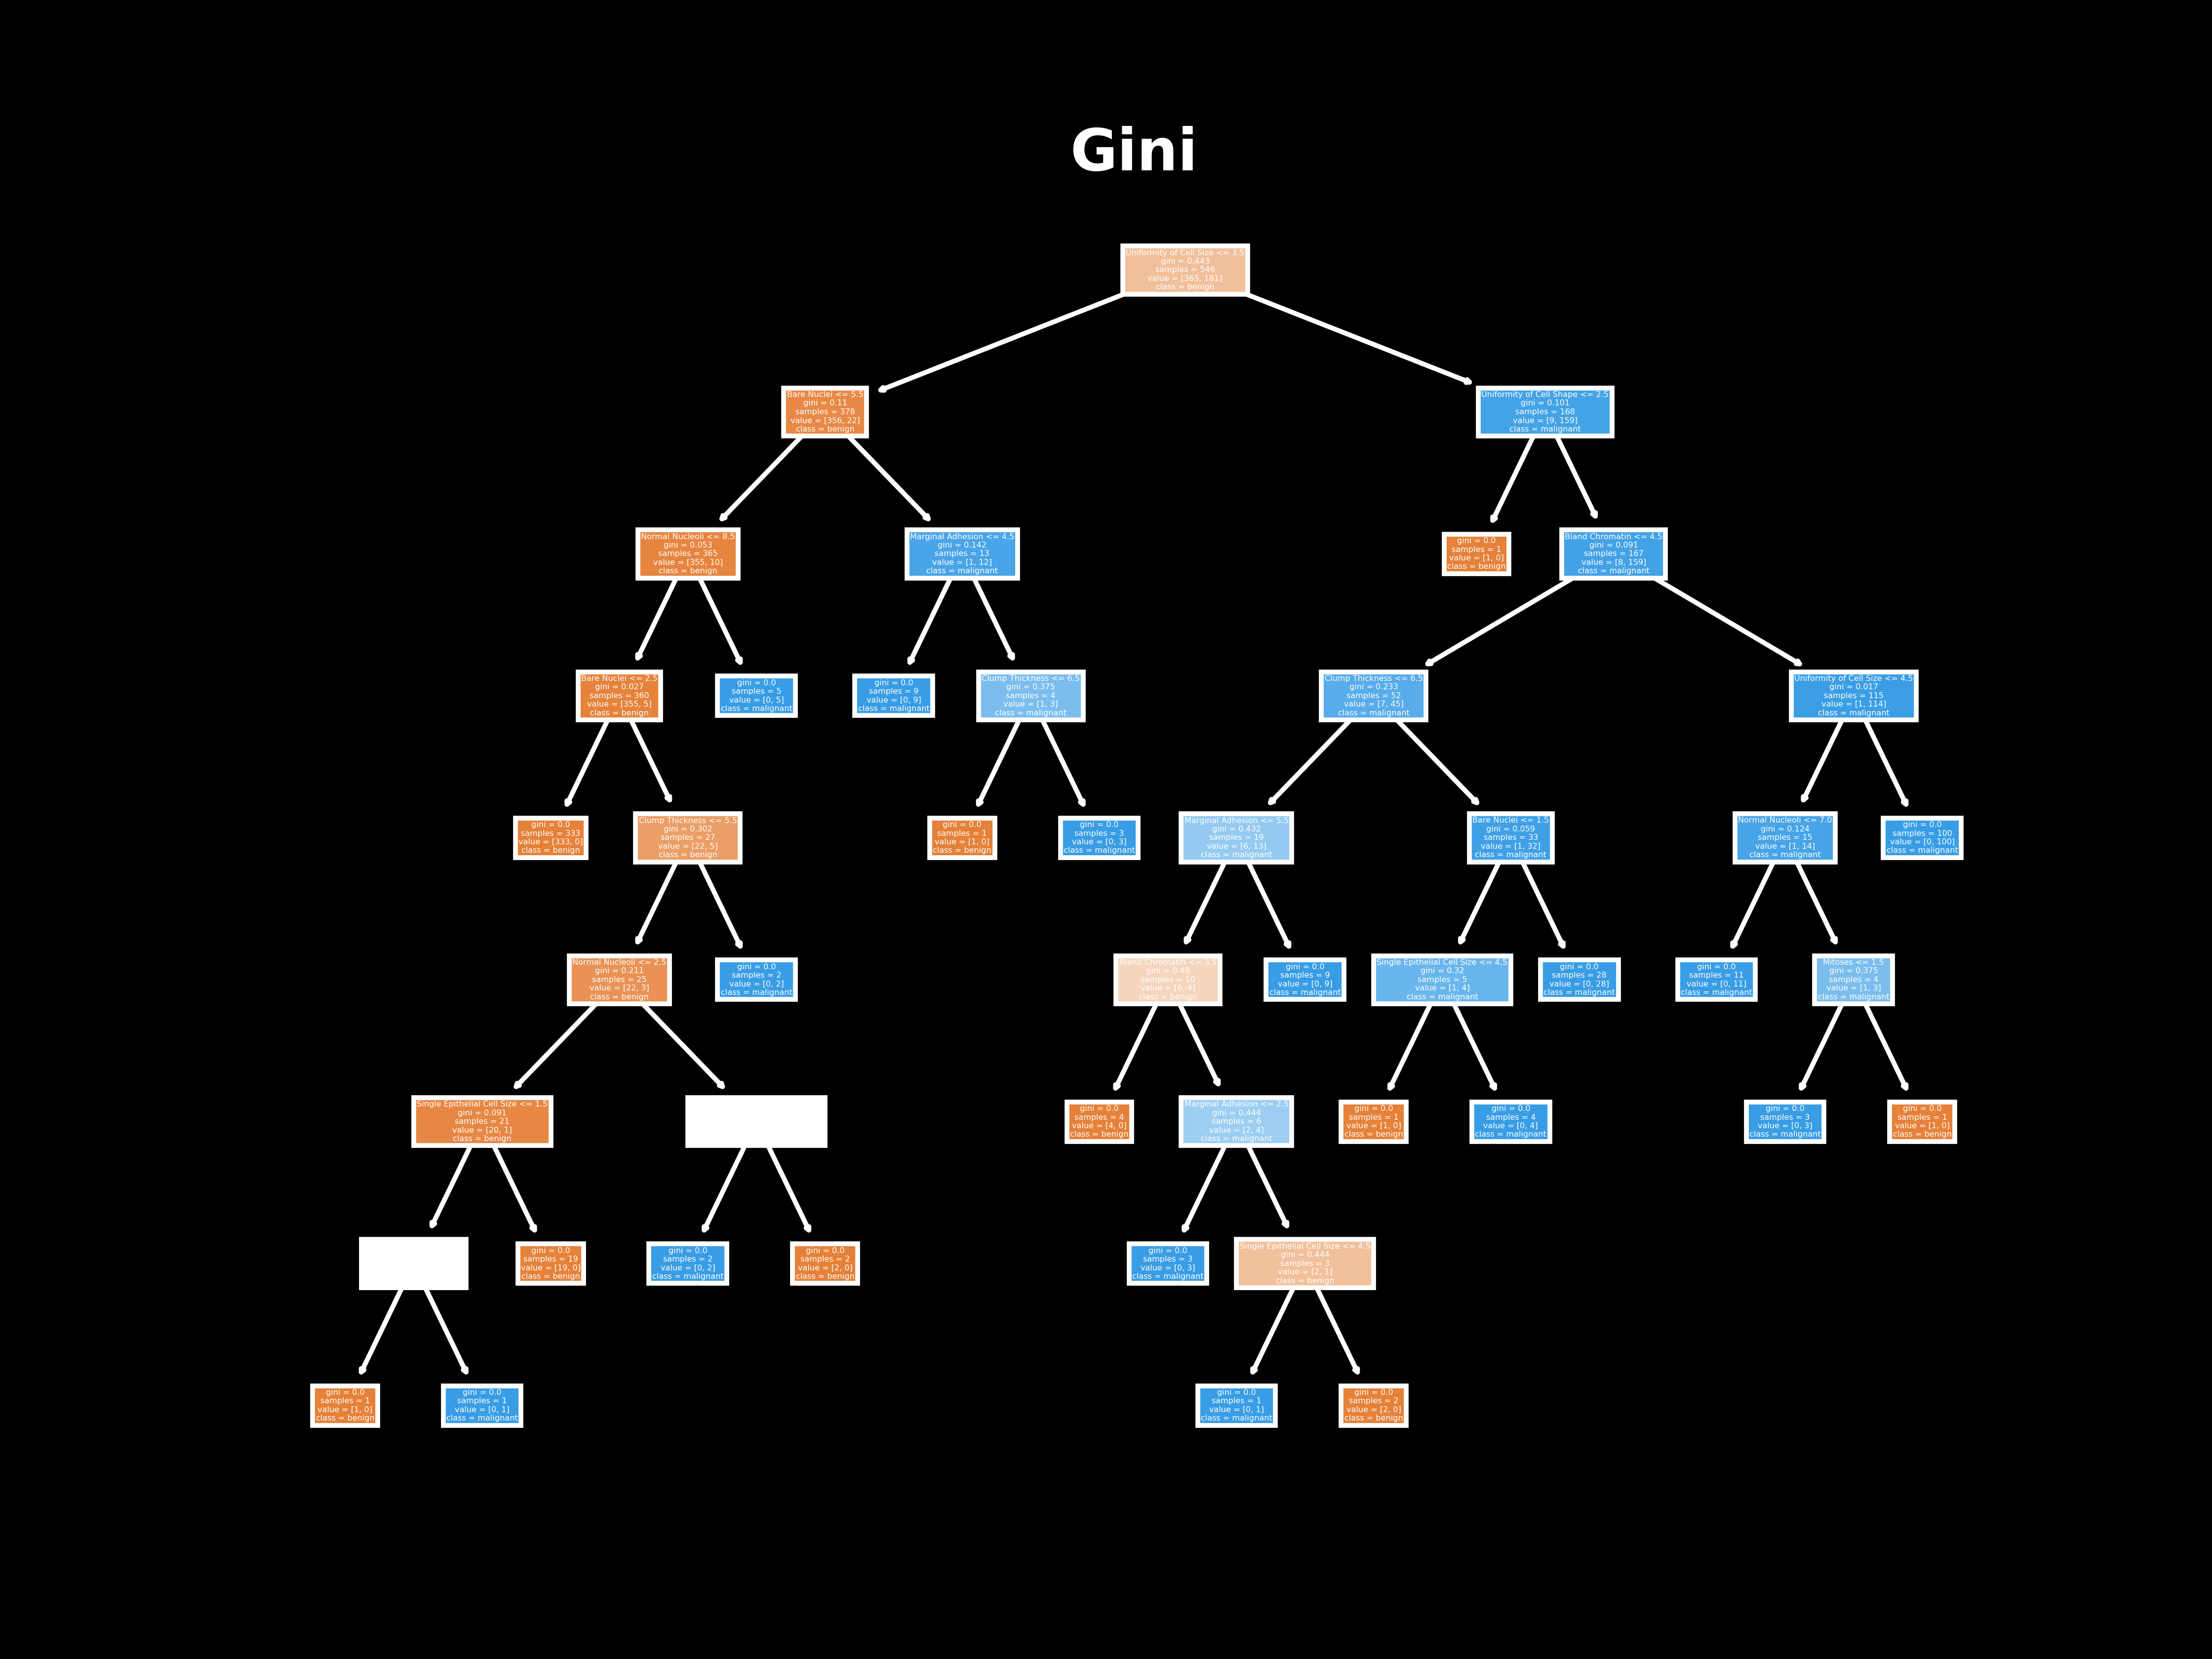 Gini
Uniformity of Cell Size <= 3.5
gini = 0.443
samples = 546
value = [365, 181]
class = benign
Bare Nuclei <= 5.5
gini = 0.11
samples = 378
value = [356, 22]
class = benign
Uniformity of Cell Shape <= 2.5
gini = 0.101
samples = 168
value = [9, 159]
class = malignant
Normal Nucleoli <= 8.5
gini = 0.053
samples = 365
value = [355, 10]
class = benign
Marginal Adhesion <= 4.5
gini = 0.142
samples = 13
value = [1, 12]
class = malignant
gini = 0.0
samples = 1
value = [1, 0]
class = benign
Bland Chromatin <= 4.5
gini = 0.091
samples = 167
value = [8, 159]
class = malignant
Bare Nuclei <= 2.5
gini = 0.027
samples = 360
value = [355, 5]
class = benign
gini = 0.0
samples = 5
value = [0, 5]
class = malignant
gini = 0.0
samples = 9
value = [0, 9]
class = malignant
Clump Thickness <= 6.5
gini = 0.375
samples = 4
value = [1, 3]
class = malignant
Clump Thickness <= 6.5
gini = 0.233
samples = 52
value = [7, 45]
class = malignant
Uniformity of Cell Size <= 4.5
gini = 0.017
samples = 115
value = [1, 114]
class = malignant
gini = 0.0
samples = 333
value = [333, 0]
class = benign
Clump Thickness <= 5.5
gini = 0.302
samples = 27
value = [22, 5]
class = benign
gini = 0.0
samples = 1
value = [1, 0]
class = benign
gini = 0.0
samples = 3
value = [0, 3]
class = malignant
Marginal Adhesion <= 5.5
gini = 0.432
samples = 19
value = [6, 13]
class = malignant
Bare Nuclei <= 1.5
gini = 0.059
samples = 33
value = [1, 32]
class = malignant
Normal Nucleoli <= 7.0
gini = 0.124
samples = 15
value = [1, 14]
class = malignant
gini = 0.0
samples = 100
value = [0, 100]
class = malignant
Normal Nucleoli <= 2.5
gini = 0.211
samples = 25
value = [22, 3]
class = benign
gini = 0.0
samples = 2
value = [0, 2]
class = malignant
Bland Chromatin <= 3.5
gini = 0.48
samples = 10
value = [6, 4]
class = benign
gini = 0.0
samples = 9
value = [0, 9]
class = malignant
Single Epithelial Cell Size <= 4.5
gini = 0.32
samples = 5
value = [1, 4]
class = malignant
gini = 0.0
samples = 28
value = [0, 28]
class = malignant
gini = 0.0
samples = 11
value = [0, 11]
class = malignant
Mitoses <= 1.5
gini = 0.375
samples = 4
value = [1, 3]
class = malignant
Single Epithelial Cell Size <= 1.5
gini = 0.091
samples = 21
value = [20, 1]
class = benign
gini = 0.0
samples = 4
value = [4, 0]
class = benign
Marginal Adhesion <= 2.5
gini = 0.444
samples = 6
value = [2, 4]
class = malignant
gini = 0.0
samples = 1
value = [1, 0]
class = benign
gini = 0.0
samples = 4
value = [0, 4]
class = malignant
gini = 0.0
samples = 3
value = [0, 3]
class = malignant
gini = 0.0
samples = 1
value = [1, 0]
class = benign
gini = 0.0
samples = 19
value = [19, 0]
class = benign
gini = 0.0
samples = 2
value = [0, 2]
class = malignant
gini = 0.0
samples = 2
value = [2, 0]
class = benign
gini = 0.0
samples = 3
value = [0, 3]
class = malignant
Single Epithelial Cell Size <= 4.5
gini = 0.444
samples = 3
value = [2, 1]
class = benign
gini = 0.0
samples = 1
value = [1, 0]
class = benign
gini = 0.0
samples = 1
value = [0, 1]
class = malignant
gini = 0.0
samples = 1
value = [0, 1]
class = malignant
gini = 0.0
samples = 2
value = [2, 0]
class = benign